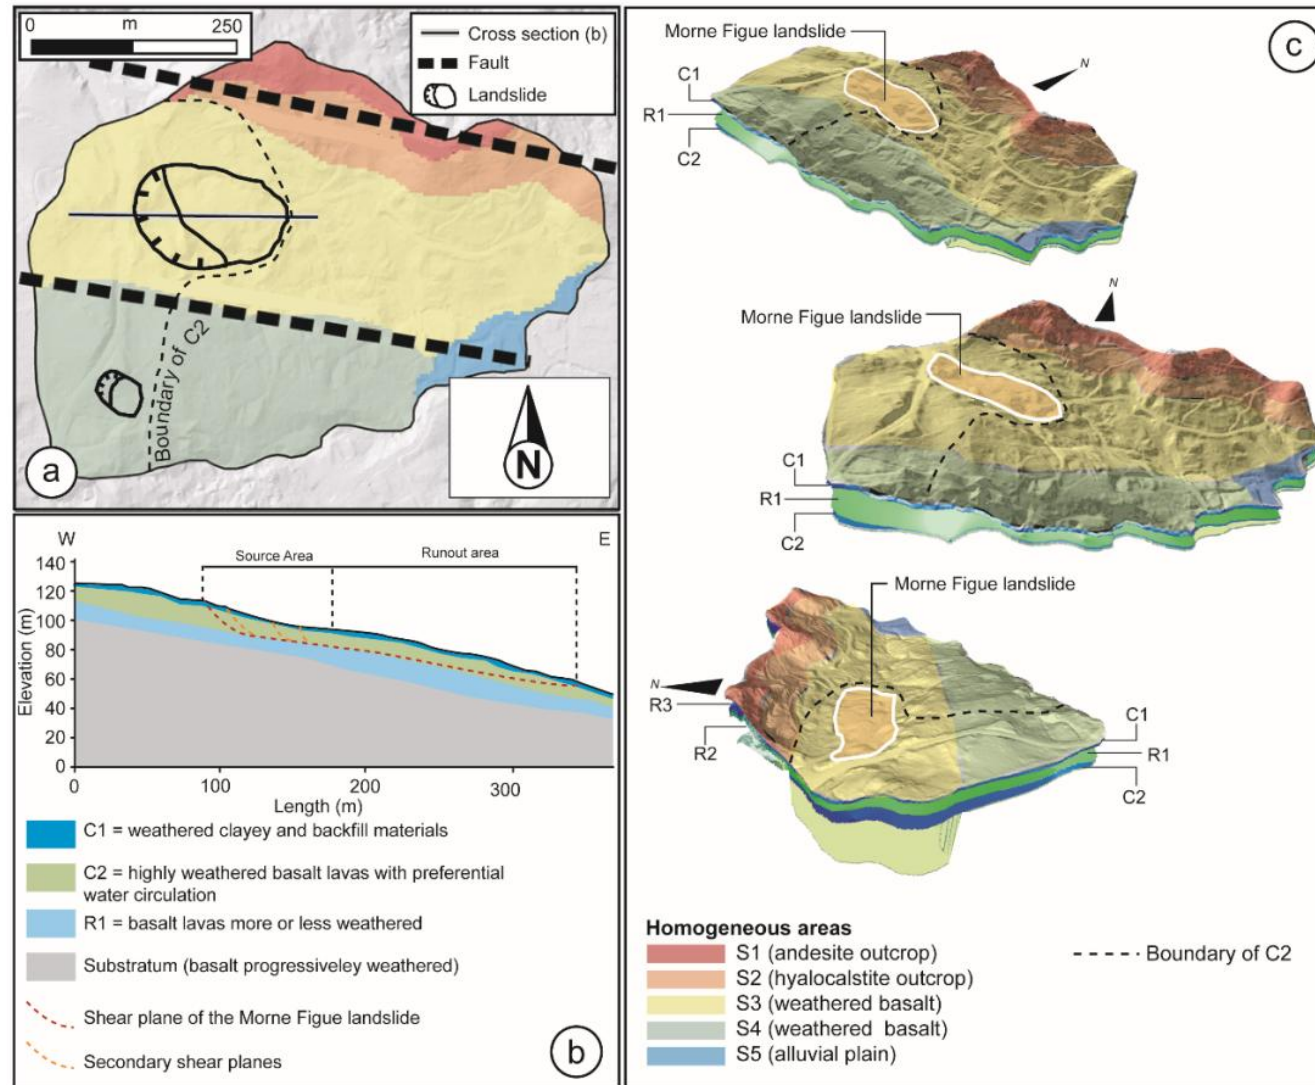 0 m 250
Cross section (b)
Fault
Landslide
Boundary of C2
N
a
W
E
Source Area
Runout area
140
120
100
80
60
40
20
0
Elevation (m)
0 100 200 300
Length (m)
C1 = weathered clayey and backfill materials
C2 = highly weathered basalt lavas with preferential
water circulation
R1 = basalt lavas more or less weathered
Substratum (basalt progressiveley weathered)
Shear plane of the Morne Figue landslide
Secondary shear planes
b
c
Morne Figue landslide
N
C1
R1
C2
Morne Figue landslide
N
C1
R1
C2
Morne Figue landslide
N
R3
R2
C1
R1
C2
Homogeneous areas
S1 (andesite outcrop)
S2 (hyalocalstite outcrop)
S3 (weathered basalt)
S4 (weathered basalt)
S5 (alluvial plain)
Boundary of C2